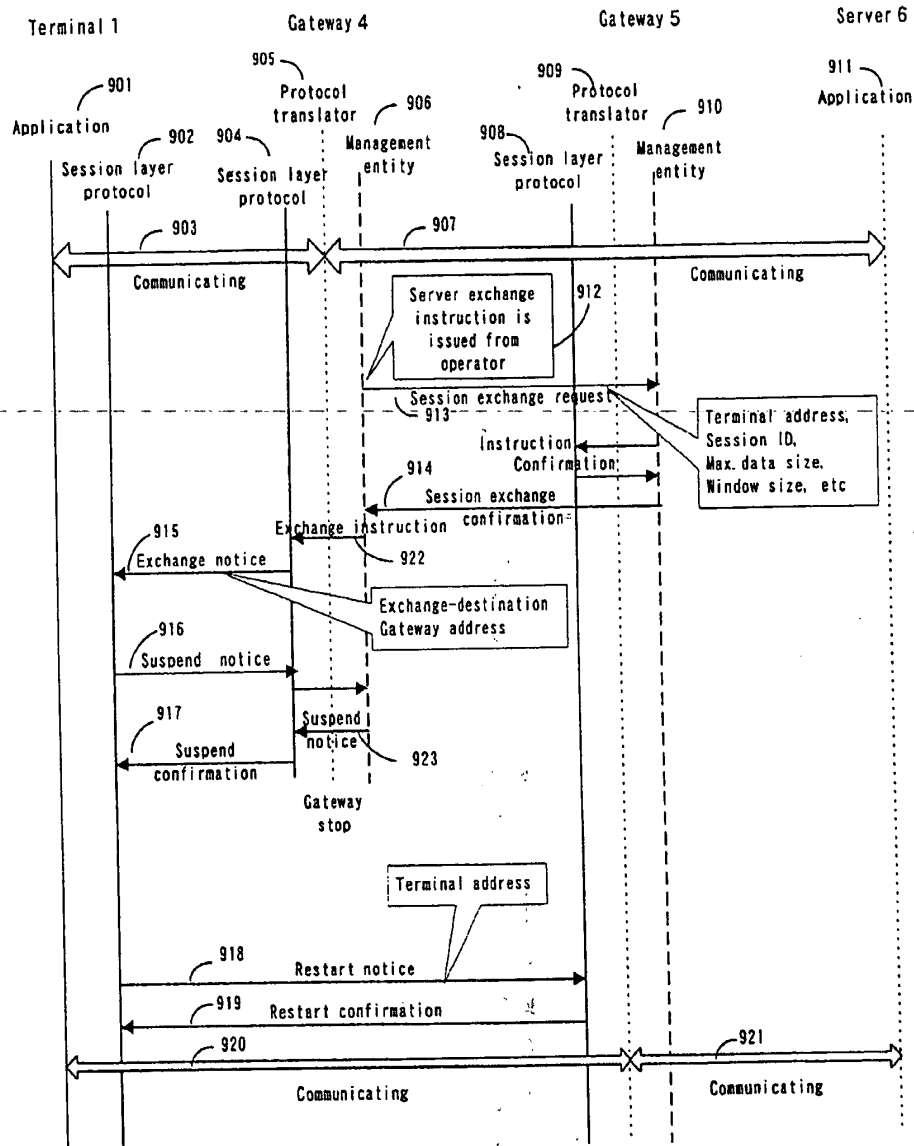 Terminal 1
Gateway 4
Gateway 5
Server 6
901
Application
902
Session layer
protocol
904
Session layer
protocol
905
Protocol
translator
906
Management
entity
908
Session layer
protocol
909
Protocol
translator
910
Management
entity
911
Application
903
Communicating
907
Communicating
Server exchange
instruction is
issued from
operator
912
Session exchange request
913
Terminal address,
Session ID,
Max. data size,
Window size, etc
Instruction
Confirmation
914
Session exchange
confirmation
Exchange instruction
922
915
Exchange notice
Exchange-destination
Gateway address
916
Suspend notice
Suspend
notice
923
917
Suspend
confirmation
Gateway
stop
Terminal address
918
Restart notice
919
Restart confirmation
920
Communicating
921
Communicating